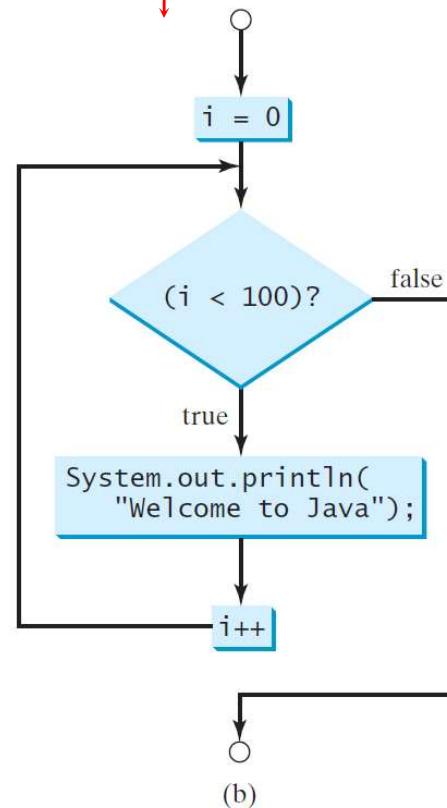 i = 0
(i < 100)?
false
true
System.out.println(
"Welcome to Java");
i++
(b)